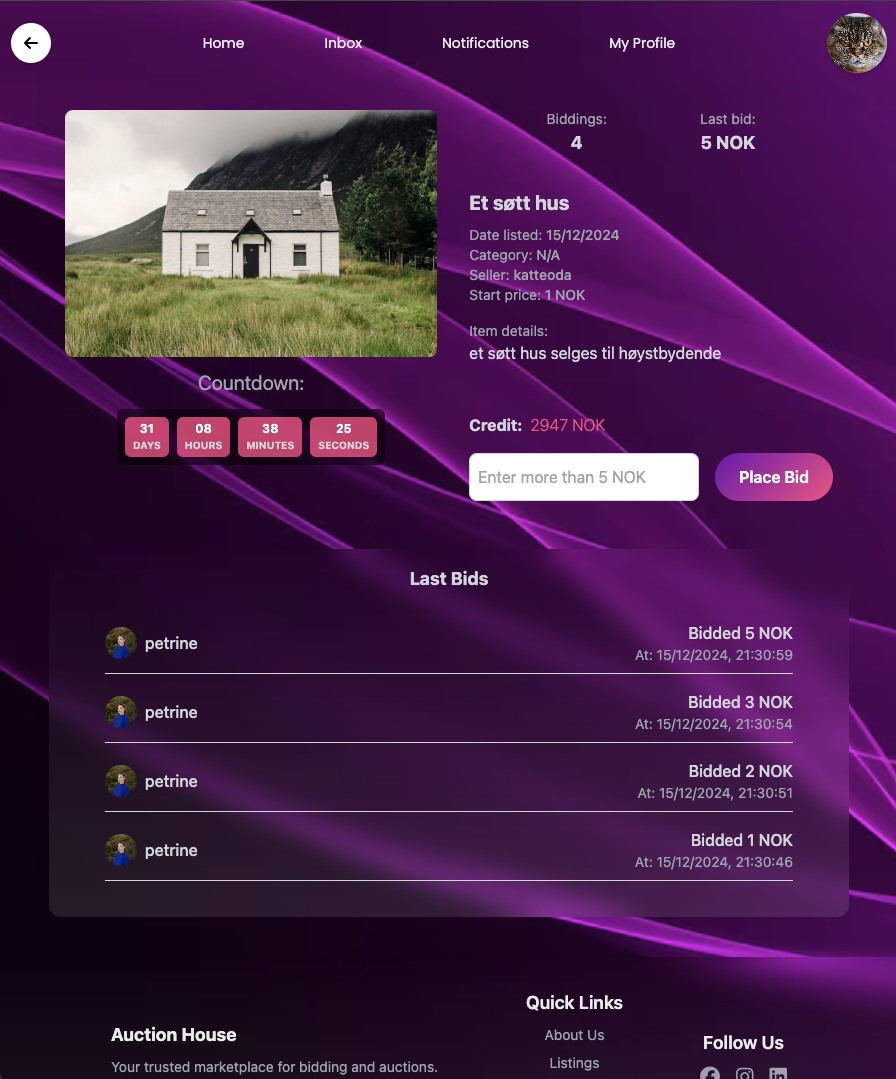 Home
Inbox
Notifications
My Profile
Biddings:
4
Last bid:
5 NOK
Et søtt hus
Date listed: 15/12/2024
Category: N/A
Seller: katteoda
Start price: 1 NOK
Item details:
et søtt hus selges til høystbydende
Countdown:
31
DAYS
08
HOURS
38
MINUTES
25
SECONDS
Credit: 2947 NOK
Enter more than 5 NOK
Place Bid
Last Bids
petrine
Bidded 5 NOK
At: 15/12/2024, 21:30:59
petrine
Bidded 3 NOK
At: 15/12/2024, 21:30:54
petrine
Bidded 2 NOK
At: 15/12/2024, 21:30:51
petrine
Bidded 1 NOK
At: 15/12/2024, 21:30:46
Auction House
Your trusted marketplace for bidding and auctions.
Quick Links
About Us
Listings
Follow Us